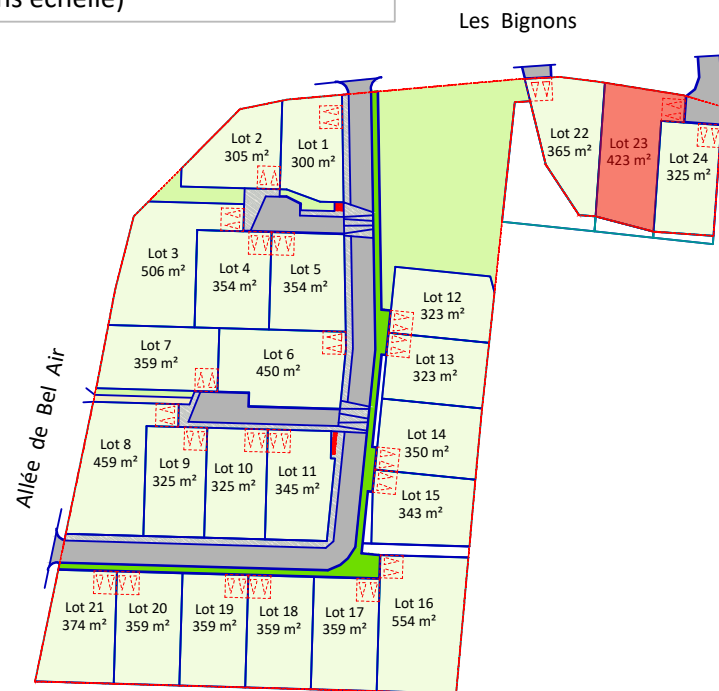 ns échelle)
Les Bignons
Lot 2
305 m²
Lot 1
300 m²
Lot 22
365 m²
Lot 23
423 m²
Lot 24
325 m²
Lot 3
506 m²
Lot 4
354 m²
Lot 5
354 m²
Lot 12
323 m²
Lot 7
359 m²
Lot 6
450 m²
Lot 13
323 m²
Allée de Bel Air
Lot 8
459 m²
Lot 9
325 m²
Lot 10
325 m²
Lot 11
345 m²
Lot 14
350 m²
Lot 15
343 m²
Lot 21
374 m²
Lot 20
359 m²
Lot 19
359 m²
Lot 18
359 m²
Lot 17
359 m²
Lot 16
554 m²